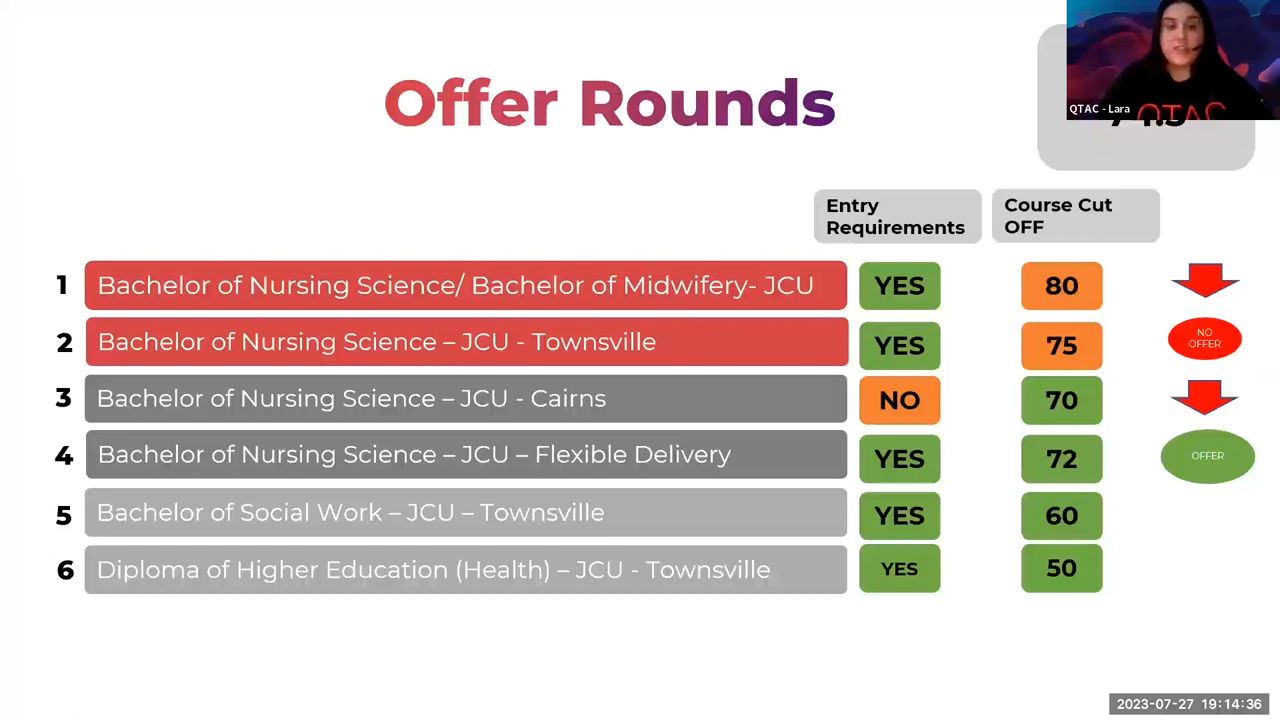 QTAC - Lara
QTAC
Offer Rounds
Entry
Requirements
Course Cut
OFF
1 Bachelor of Nursing Science/ Bachelor of Midwifery- JCU YES 80
2 Bachelor of Nursing Science – JCU - Townsville YES 75 NO
OFFER
3 Bachelor of Nursing Science – JCU - Cairns NO 70
4 Bachelor of Nursing Science – JCU – Flexible Delivery YES 72 OFFER
5 Bachelor of Social Work – JCU – Townsville YES 60
6 Diploma of Higher Education (Health) – JCU - Townsville YES 50
2023-07-27 19:14:36